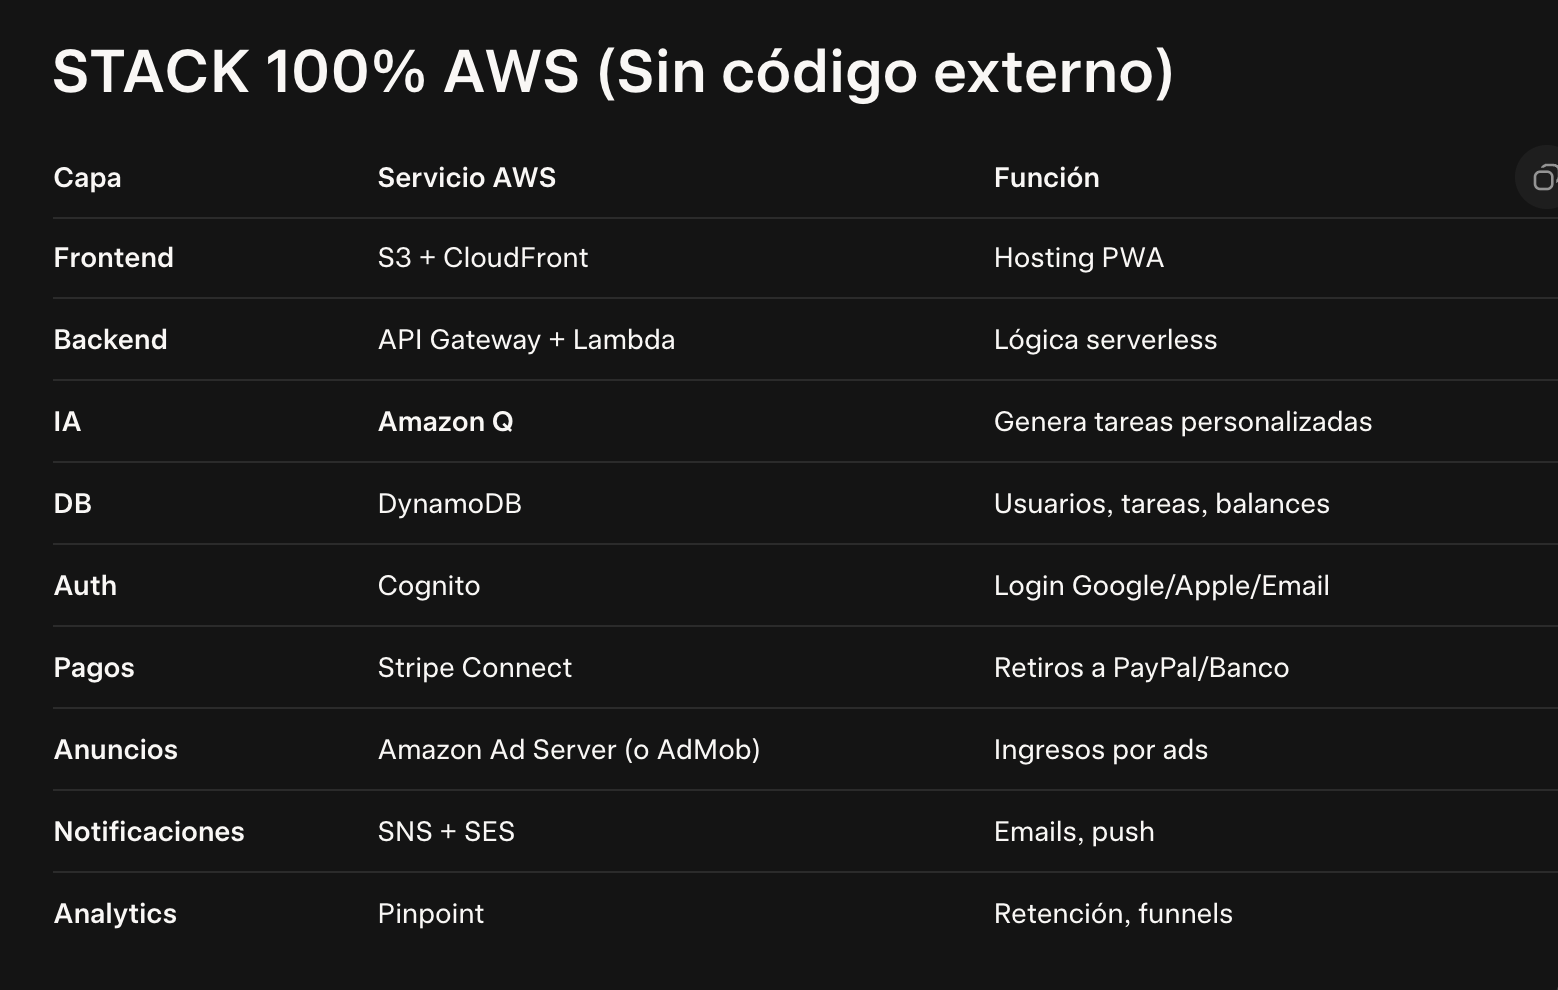 STACK 100% AWS (Sin código externo)
Capa Servicio AWS Función
Frontend S3 + CloudFront Hosting PWA
Backend API Gateway + Lambda Lógica serverless
IA Amazon Q Genera tareas personalizadas
DB DynamoDB Usuarios, tareas, balances
Auth Cognito Login Google/Apple/Email
Pagos Stripe Connect Retiros a PayPal/Banco
Anuncios Amazon Ad Server (o AdMob) Ingresos por ads
Notificaciones SNS + SES Emails, push
Analytics Pinpoint Retención, funnels